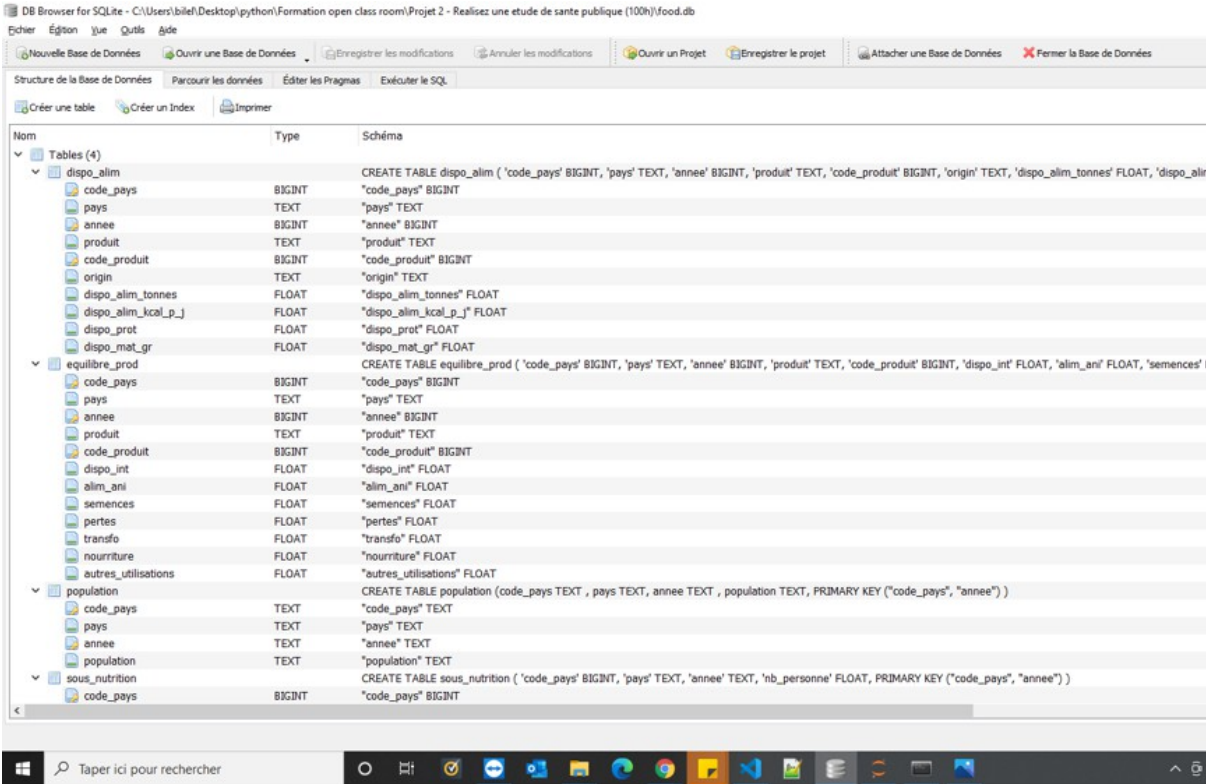 DB Browser for SQLite - C:\Users\bilel\Desktop\python\Formation open class room\Projet 2 - Realisez une etude de sante publique (100h)\food.db
Fichier Édition Vue Outils Aide
Nouvelle Base de Données Ouvrir une Base de Données Enregistrer les modifications Annuler les modifications Ouvrir un Projet Enregistrer le projet Attacher une Base de Données Fermer la Base de Données
Structure de la Base de Données Parcourir les données Éditer les Pragmas Exécuter le SQL
Créer une table Créer un Index Imprimer
Nom Type Schéma
Tables (4)
dispo_alim CREATE TABLE dispo_alim ( 'code_pays' BIGINT, 'pays' TEXT, 'annee' BIGINT, 'produit' TEXT, 'code_produit' BIGINT, 'origin' TEXT, 'dispo_alim_tonnes' FLOAT, 'dispo_alim
code_pays BIGINT "code_pays" BIGINT
pays TEXT "pays" TEXT
annee BIGINT "annee" BIGINT
produit TEXT "produit" TEXT
code_produit BIGINT "code_produit" BIGINT
origin TEXT "origin" TEXT
dispo_alim_tonnes FLOAT "dispo_alim_tonnes" FLOAT
dispo_alim_kcal_p_j FLOAT "dispo_alim_kcal_p_j" FLOAT
dispo_prot FLOAT "dispo_prot" FLOAT
dispo_mat_gr FLOAT "dispo_mat_gr" FLOAT
equilibre_prod CREATE TABLE equilibre_prod ( 'code_pays' BIGINT, 'pays' TEXT, 'annee' BIGINT, 'produit' TEXT, 'code_produit' BIGINT, 'dispo_int' FLOAT, 'alim_ani' FLOAT, 'semences'
code_pays BIGINT "code_pays" BIGINT
pays TEXT "pays" TEXT
annee BIGINT "annee" BIGINT
produit TEXT "produit" TEXT
code_produit BIGINT "code_produit" BIGINT
dispo_int FLOAT "dispo_int" FLOAT
alim_ani FLOAT "alim_ani" FLOAT
semences FLOAT "semences" FLOAT
pertes FLOAT "pertes" FLOAT
transfo FLOAT "transfo" FLOAT
nourriture FLOAT "nourriture" FLOAT
autres_utilisations FLOAT "autres_utilisations" FLOAT
population CREATE TABLE population (code_pays TEXT , pays TEXT, annee TEXT , population TEXT, PRIMARY KEY ("code_pays", "annee") )
code_pays TEXT "code_pays" TEXT
pays TEXT "pays" TEXT
annee TEXT "annee" TEXT
population TEXT "population" TEXT
sous_nutrition CREATE TABLE sous_nutrition ( 'code_pays' BIGINT, 'pays' TEXT, 'annee' TEXT, 'nb_personne' FLOAT, PRIMARY KEY ("code_pays", "annee") )
code_pays BIGINT "code_pays" BIGINT
Taper ici pour rechercher